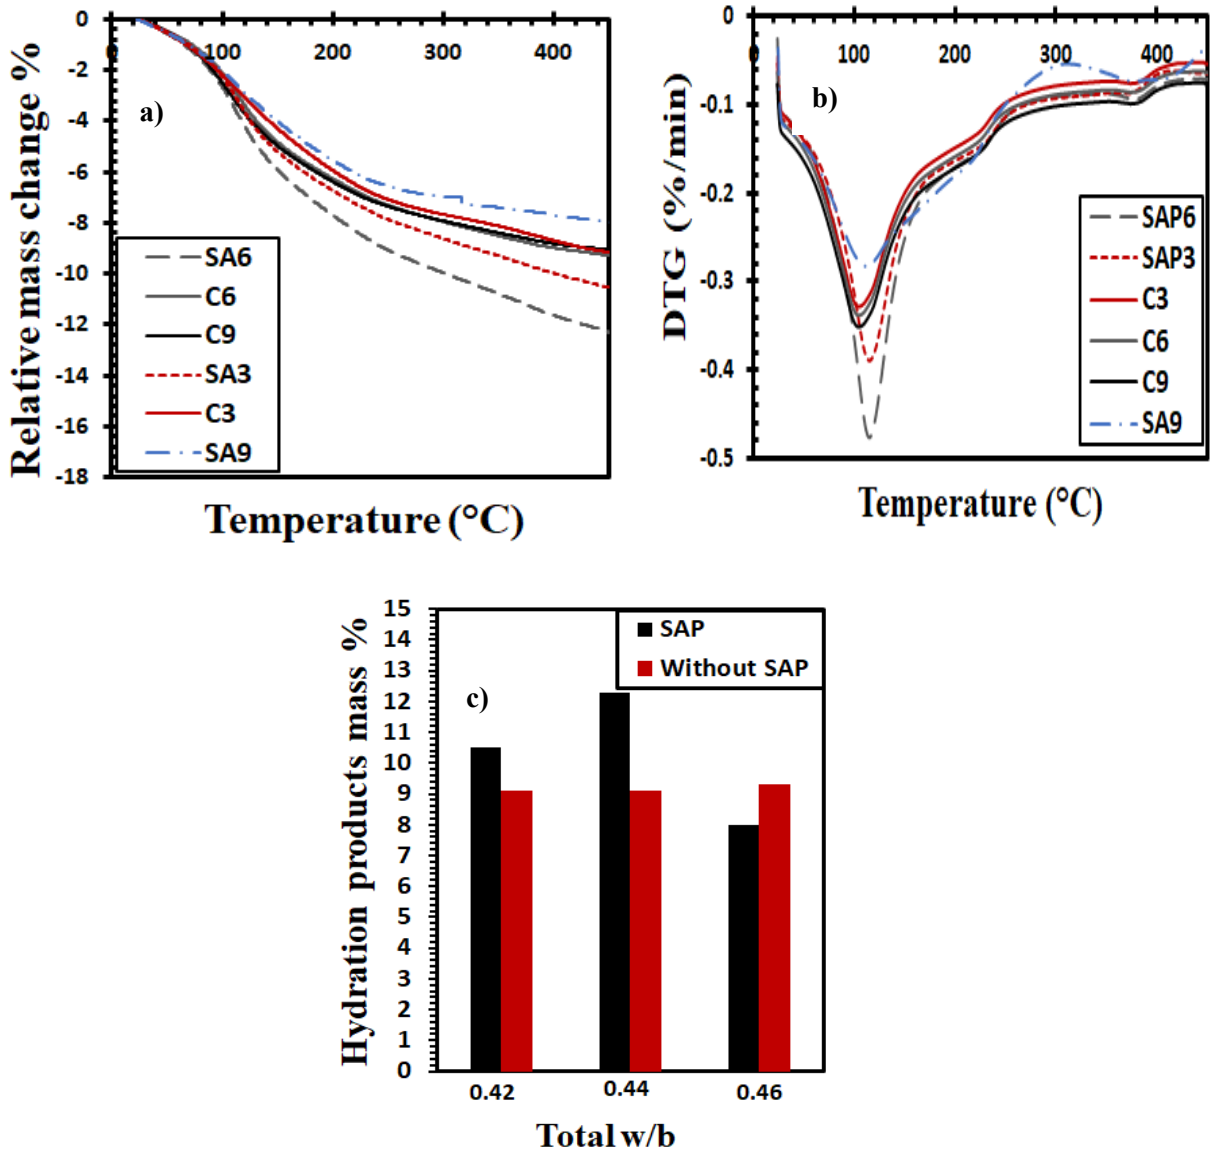 Relative mass change %
0
-2
-4
-6
-8
-10
-12
-14
-16
-18
0 100 200 300 400
a)
SA6
C6
C9
SA3
C3
SA9
Temperature (°C)
DTG (%/min)
0
-0.1
-0.2
-0.3
-0.4
-0.5
0 100 200 300 400
b)
SAP6
SAP3
C3
C6
C9
SA9
Temperature (°C)
Hydration products mass %
15
14
13
12
11
10
9
8
7
6
5
4
3
2
1
0
c)
SAP
Without SAP
0.42 0.44 0.46
Total w/b